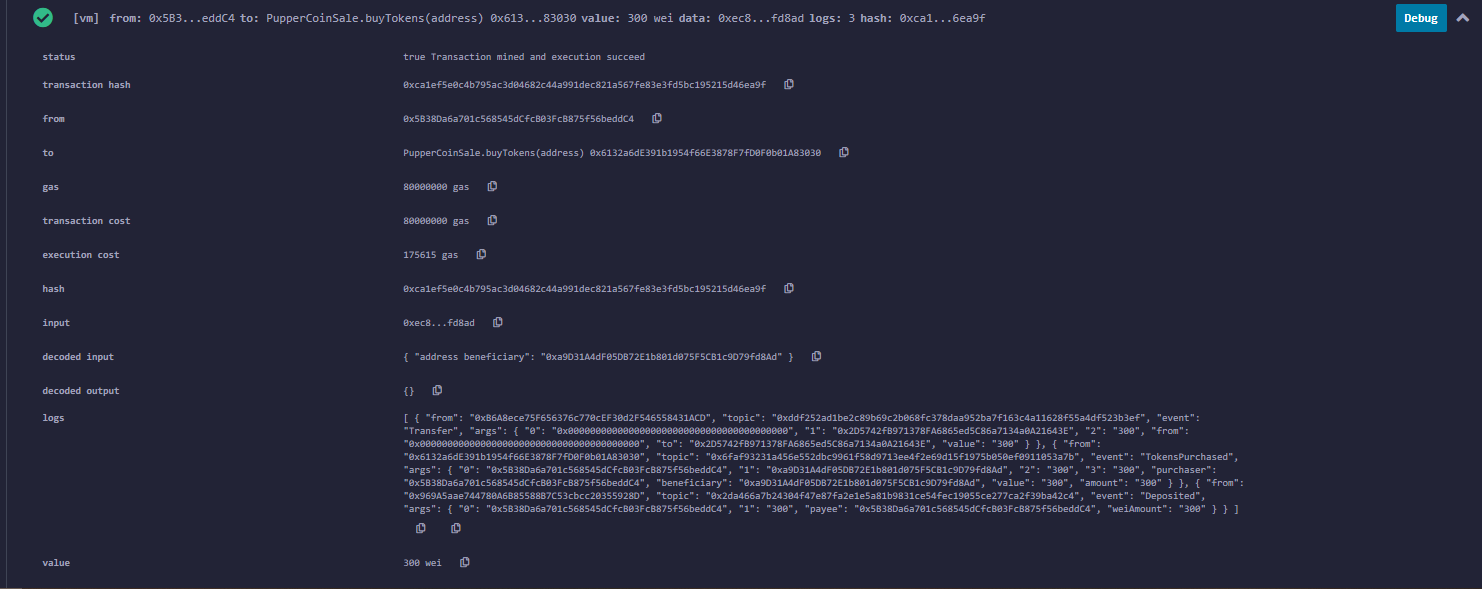 [vm] from: 0x5B3...eddC4 to: PupperCoinSale.buyTokens(address) 0x613...83030 value: 300 wei data: 0xec8...fd8ad logs: 3 hash: 0xca1...6ea9f Debug
status true Transaction mined and execution succeed
transaction hash 0xca1ef5e0c4b795ac3d04682c44a991dec821a567fe83e3fd5bc195215d46ea9f
from 0x5B38Da6a701c568545dCfcB03FcB875f56beddC4
to PupperCoinSale.buyTokens(address) 0x6132a6dE391b1954f66E3878F7fD0F0b01A83030
gas 80000000 gas
transaction cost 80000000 gas
execution cost 175615 gas
hash 0xca1ef5e0c4b795ac3d04682c44a991dec821a567fe83e3fd5bc195215d46ea9f
input 0xec8...fd8ad
decoded input { "address beneficiary": "0xa9D31A4dF05DB72E1b801d075F5CB1c9D79fd8Ad" }
decoded output {}
logs [ { "from": "0xB6A8ece75F656376c770cEF30d2F546558431ACD", "topic": "0xddf252ad1be2c89b69c2b068fc378daa952ba7f163c4a11628f55a4df523b3ef", "event":
"Transfer", "args": { "0": "0x0000000000000000000000000000000000000000", "1": "0x2D5742fB971378FA6865ed5C86a7134a0A21643E", "2": "300", "from":
"0x0000000000000000000000000000000000000000", "to": "0x2D5742fB971378FA6865ed5C86a7134a0A21643E", "value": "300" } }, { "from":
"0x6132a6dE391b1954f66E3878F7fD0F0b01A83030", "topic": "0x6faf93231a456e552dbc9961f58d9713ee4f2e69d15f1975b050ef0911053a7b", "event": "TokensPurchased",
"args": { "0": "0x5B38Da6a701c568545dCfcB03FcB875f56beddC4", "1": "0xa9D31A4dF05DB72E1b801d075F5CB1c9D79fd8Ad", "2": "300", "3": "300", "purchaser":
"0x5B38Da6a701c568545dCfcB03FcB875f56beddC4", "beneficiary": "0xa9D31A4dF05DB72E1b801d075F5CB1c9D79fd8Ad", "value": "300", "amount": "300" } }, { "from":
"0x969A5aae744780A6B85588B7C53cbcc20355928D", "topic": "0x2da466a7b24304f47e87fa2e1e5a81b9831ce54fec19055ce277ca2f39ba42c4", "event": "Deposited",
"args": { "0": "0x5B38Da6a701c568545dCfcB03FcB875f56beddC4", "1": "300", "payee": "0x5B38Da6a701c568545dCfcB03FcB875f56beddC4", "weiAmount": "300" } } ]
value 300 wei